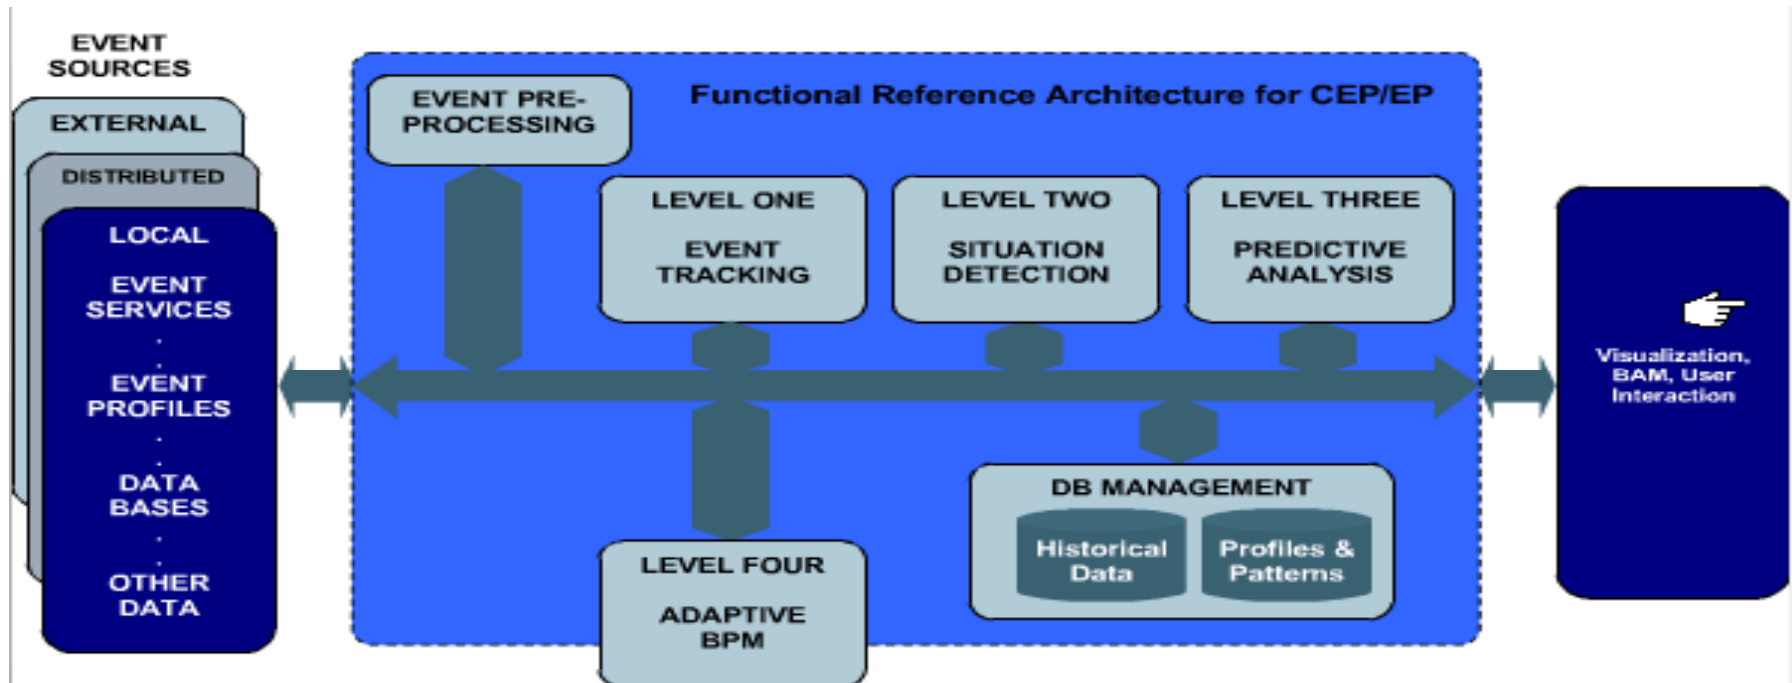 EVENT
SOURCES
EXTERNAL
DISTRIBUTED
LOCAL
EVENT
SERVICES
.
.
EVENT
PROFILES
.
.
DATA
BASES
.
.
OTHER
DATA
Functional Reference Architecture for CEP/EP
EVENT PRE-
PROCESSING
LEVEL ONE
EVENT
TRACKING
LEVEL TWO
SITUATION
DETECTION
LEVEL THREE
PREDICTIVE
ANALYSIS
LEVEL FOUR
ADAPTIVE
BPM
DB MANAGEMENT
Historical
Data
Profiles &
Patterns
Visualization,
BAM, User
Interaction